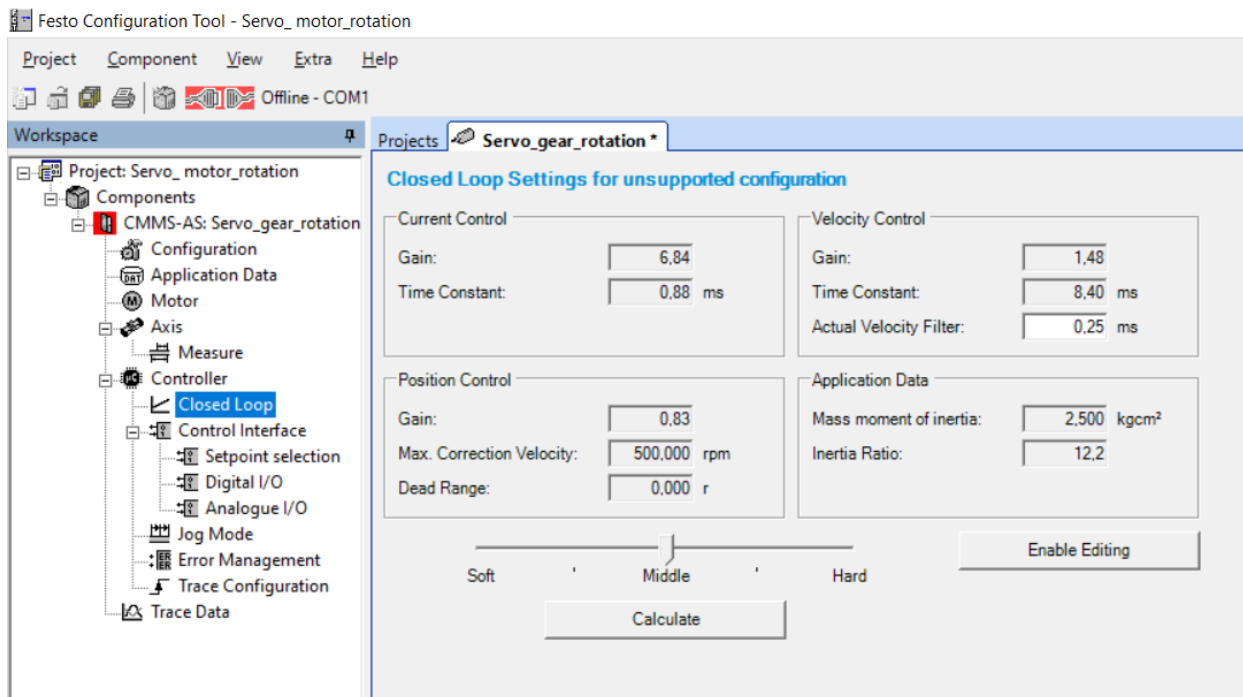 Festo Configuration Tool - Servo_ motor_rotation
Project Component View Extra Help
Offline - COM1
Workspace
Projects Servo_gear_rotation *
Project: Servo_ motor_rotation
Components
CMMS-AS: Servo_gear_rotation
Configuration
Application Data
Motor
Axis
Measure
Controller
Closed Loop
Control Interface
Setpoint selection
Digital I/O
Analogue I/O
Jog Mode
Error Management
Trace Configuration
Trace Data
Closed Loop Settings for unsupported configuration
Current Control
Gain: 6,84
Time Constant: 0,88 ms
Velocity Control
Gain: 1,48
Time Constant: 8,40 ms
Actual Velocity Filter: 0,25 ms
Position Control
Gain: 0,83
Max. Correction Velocity: 500,000 rpm
Dead Range: 0,000 r
Application Data
Mass moment of inertia: 2,500 kgcm²
Inertia Ratio: 12,2
Soft Middle Hard
Enable Editing
Calculate